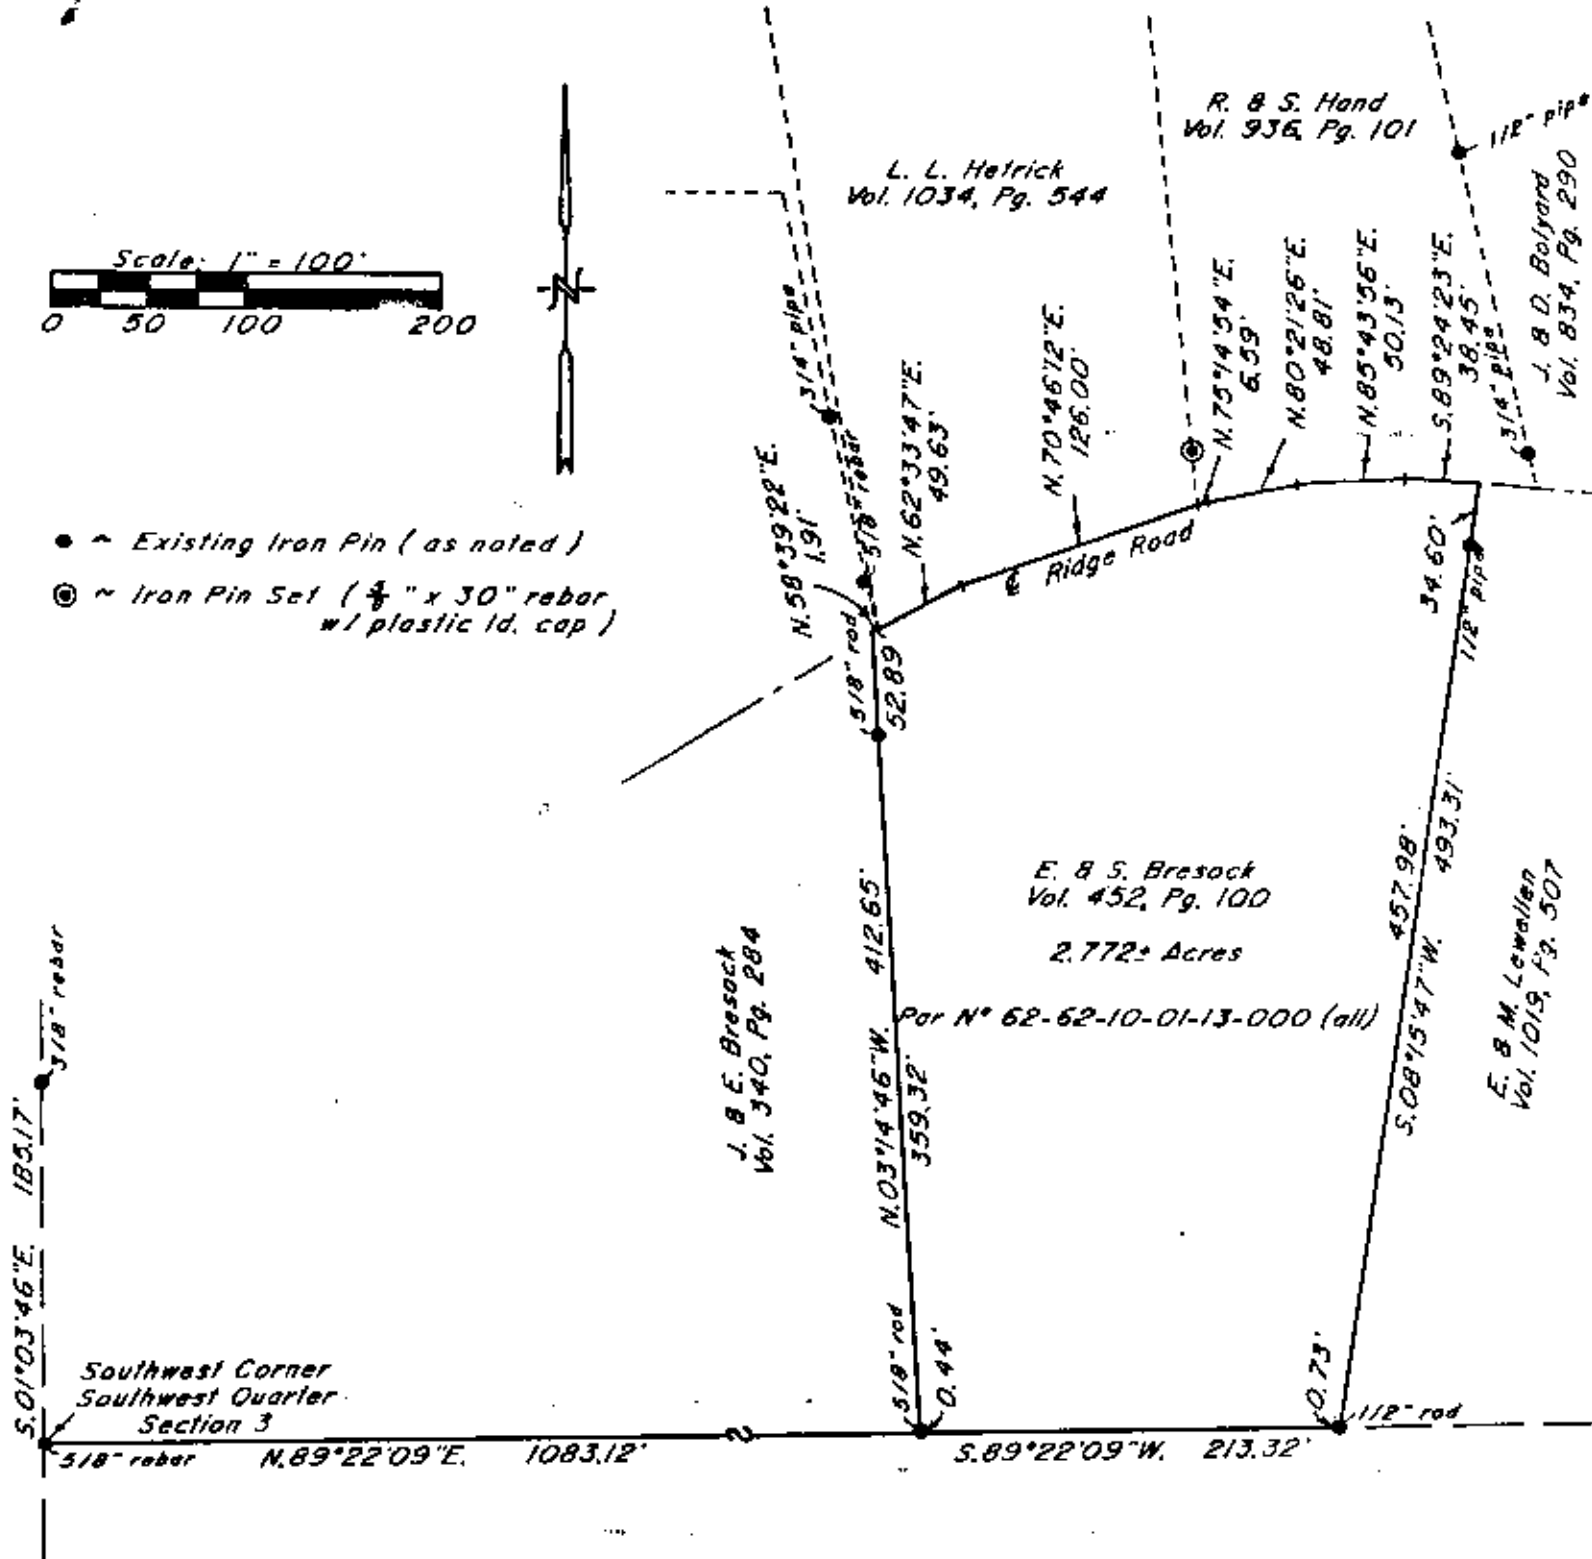 R. & S. Hand
Vol. 936, Pg. 101
1/2" pipe
L. L. Hetrick
Vol. 1034, Pg. 544
J. & D. Bolyard
Vol. 834, Pg. 290
Scale: 1" = 100'
0 50 100 200
N
3/4" pipe
5/8" rebar
N.58°39'22"E.
1.91'
N.62°33'47"E.
49.63'
N.70°46'12"E.
126.00'
N.75°14'54"E.
6.59'
N.80°21'26"E.
48.81'
N.85°43'56"E.
50.13'
S.89°24'23"E.
38.45'
3/4" pipe
● ~ Existing Iron Pin ( as noted )
~ Iron Pin Set ( 5/8 " x 30" rebar
w/ plastic id. cap )
Ridge Road
34.60'
1/2" pipe
5/8" rod
52.89'
E. & S. Bresock
Vol. 452, Pg. 100
2.772± Acres
Par Nº 62-62-10-01-13-000 (all)
412.65'
N.03°14'46"W.
359.32'
457.98'
493.31'
S.08°15'47"W.
J. & E. Bresock
Vol. 340, Pg. 284
E. & M. Lewallen
Vol. 1019, Pg. 507
3/8" rebar
S.01°03'46"E. 185.17'
Southwest Corner
Southwest Quarter
Section 3
5/8" rebar
N.89°22'09"E. 1083.12'
5/8" rod
0.44'
0.73'
1/2" rod
S.89°22'09"W. 213.32'